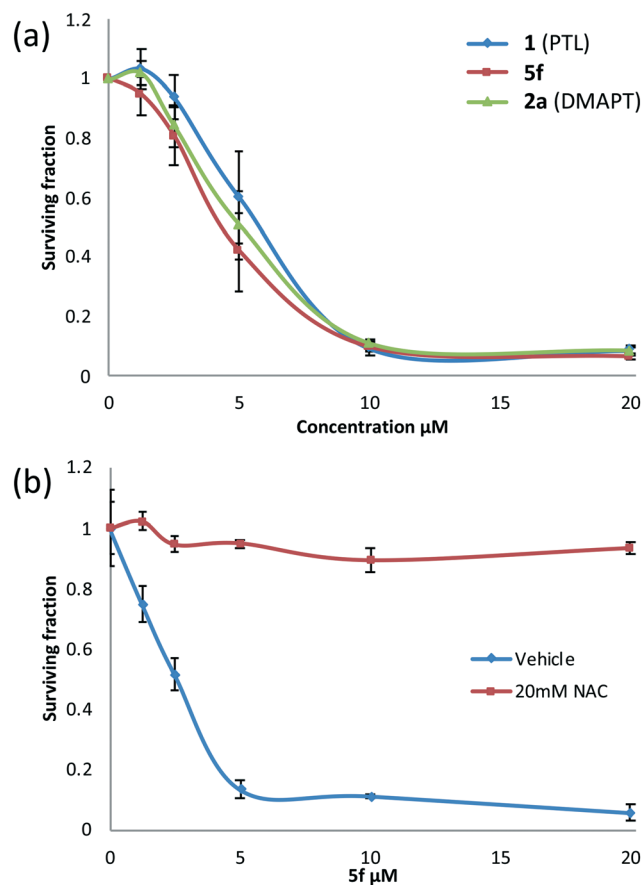 (a)
1 (PTL)
5f
2a (DMAPT)
1.2
1
0.8
0.6
0.4
0.2
0
Surviving fraction
0 5 10 15 20
Concentration µM
(b)
1.2
1
0.8
0.6
0.4
0.2
0
Surviving fraction
Vehicle
20mM NAC
0 5 10 15 20
5f µM